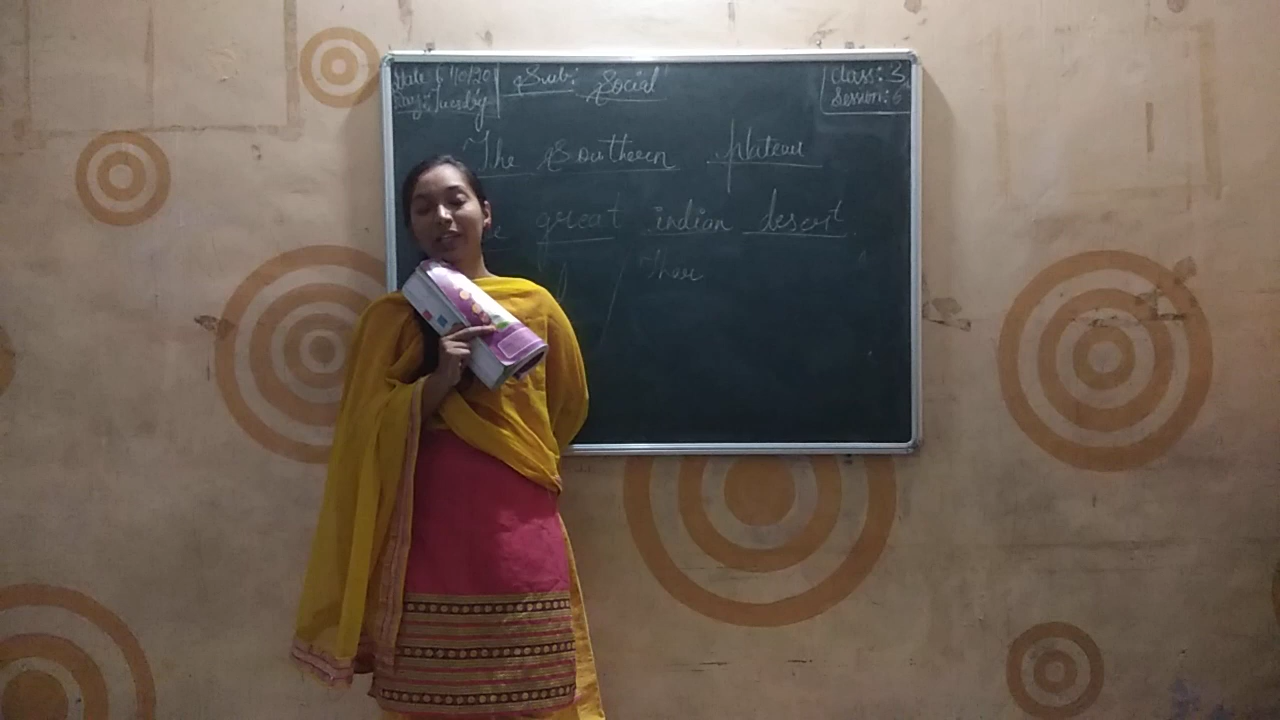 Date 6/10/20
Day: Tuesday
Sub: Social
Class: 3
Session: 6
The Southern plateau
great indian desert
Thar